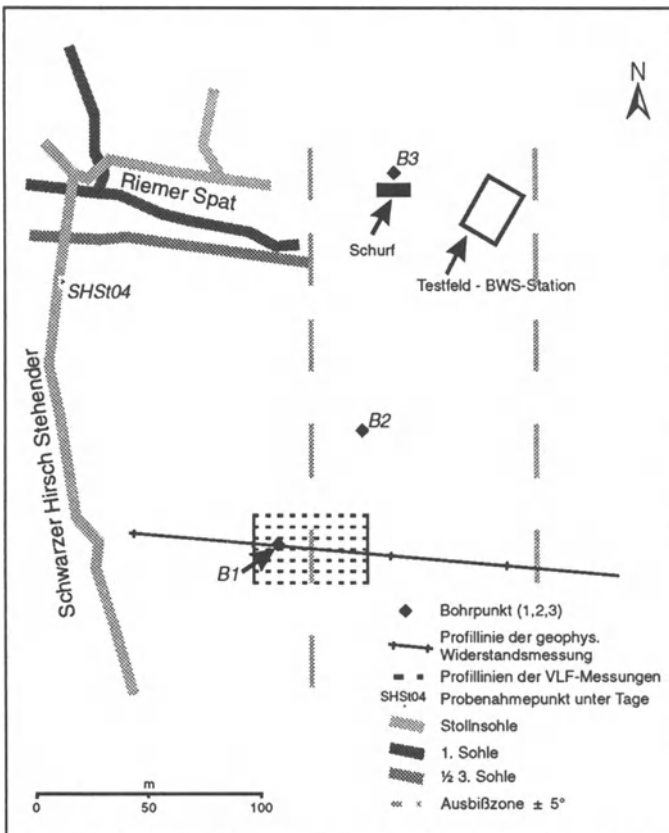 N
B3
Riemer Spat
Schurf
Testfeld - BWS-Station
SHSt04
B2
Schwarzer Hirsch Stehender
B1
Bohrpunkt (1,2,3)
Profillinie der geophys.
Widerstandsmessung
Profillinien der VLF-Messungen
SHSt04 Probenahmepunkt unter Tage
Stollnsohle
1. Sohle
½ 3. Sohle
Ausbißzone ± 5°
m
0 50 100